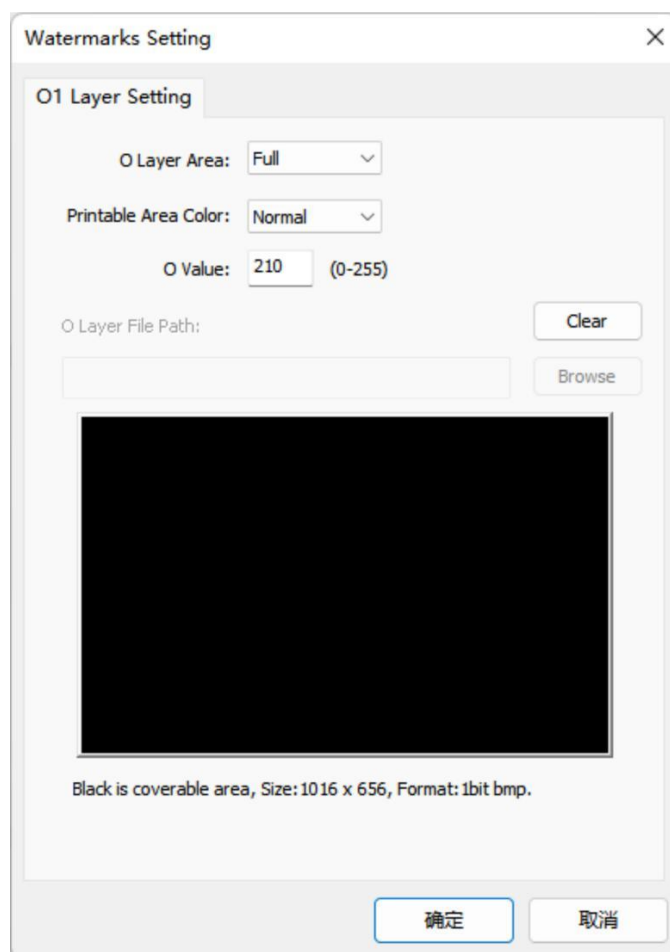 Watermarks Setting
O1 Layer Setting
O Layer Area: Full
Printable Area Color: Normal
O Value: 210 (0-255)
O Layer File Path:
Clear
Browse
Black is coverable area, Size:1016 x 656, Format:1bit bmp.
确定 取消